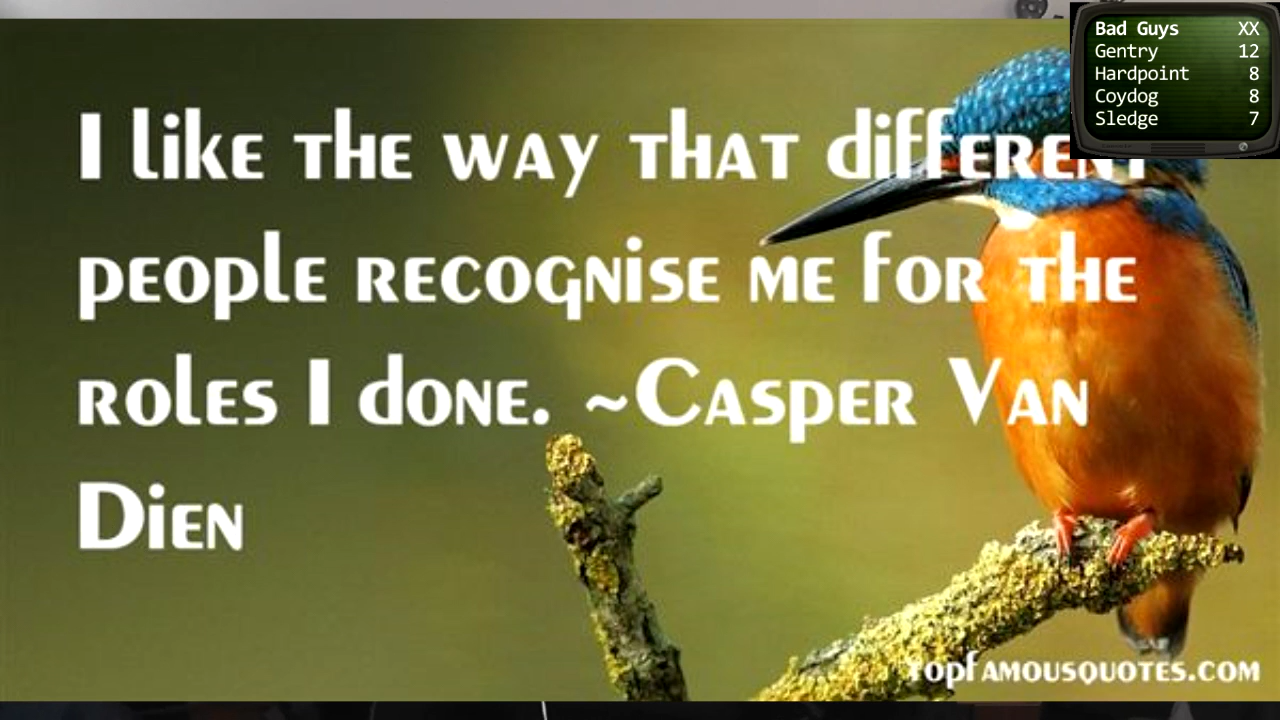 I like the way that different
people recognise me for the
roles I done. ~Casper Van
Dien
topfamousquotes.com
Bad Guys XX
Gentry 12
Hardpoint 8
Coydog 8
Sledge 7